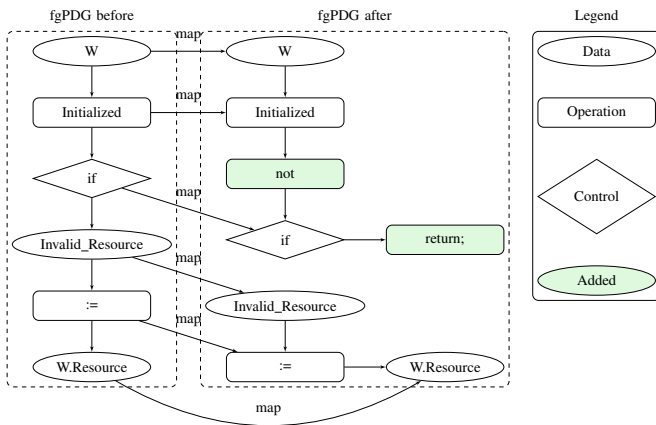 fgPDG before
fgPDG after
Legend
map
W
W
Data
map
Initialized
Initialized
Operation
not
if
map
if
return;
Control
Invalid_Resource
map
Invalid_Resource
Added
:=
map
W.Resource
:=
W.Resource
map